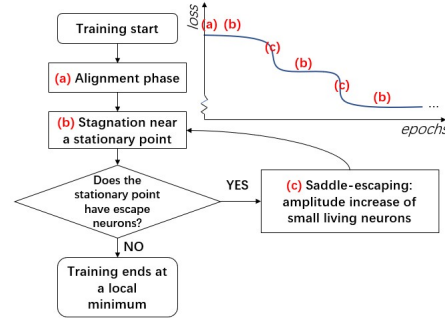 Training start
(a) Alignment phase
(b) Stagnation near
a stationary point
Does the
stationary point
have escape
neurons?
YES
NO
(c) Saddle-escaping:
amplitude increase of
small living neurons
Training ends at
a local
minimum
loss
(a) (b)
(c)
(b)
(c)
(b)
...
epochs